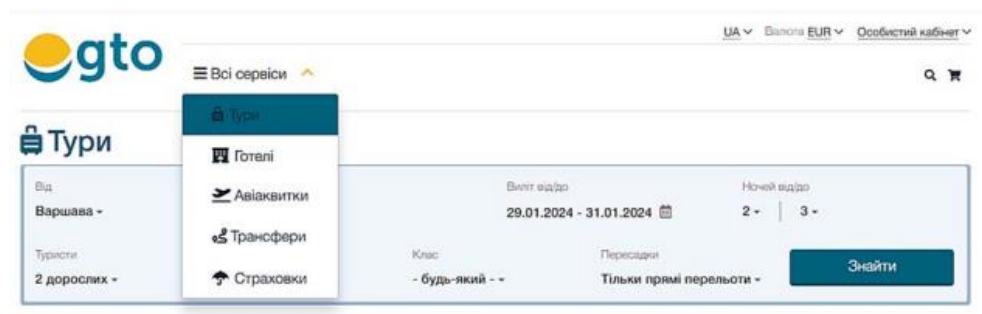 gto
UA Валюта EUR Особистий кабінет
Всі сервіси
Тури
Тури
Готелі
Авіаквитки
Трансфери
Страховки
Від
Варшава
Виліт від/до
29.01.2024 - 31.01.2024
Ночей від/до
2 3
Туристи
2 дорослих
Клас
- будь-який -
Пересадки
Тільки прямі перельоти
Знайти